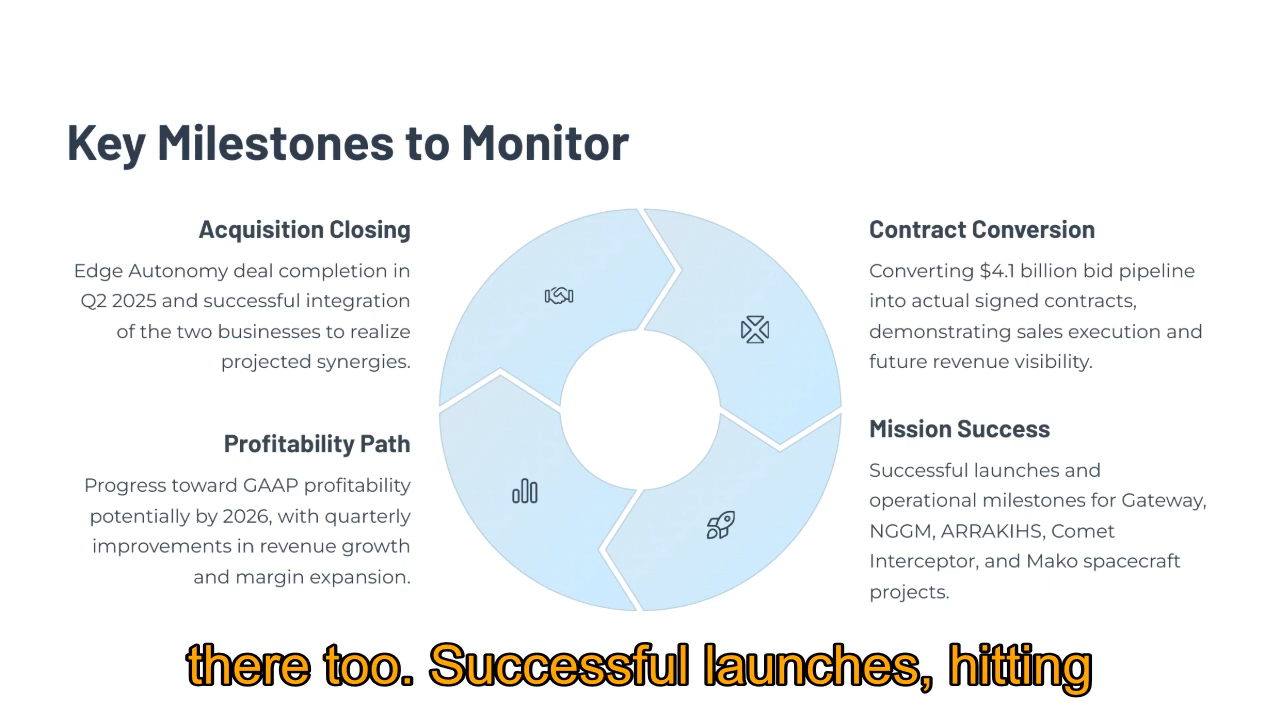 Key Milestones to Monitor
Acquisition Closing
Edge Autonomy deal completion in
Q2 2025 and successful integration
of the two businesses to realize
projected synergies.
Contract Conversion
Converting $4.1 billion bid pipeline
into actual signed contracts,
demonstrating sales execution and
future revenue visibility.
Profitability Path
Progress toward GAAP profitability
potentially by 2026, with quarterly
improvements in revenue growth
and margin expansion.
Mission Success
Successful launches and
operational milestones for Gateway,
NGGM, ARRAKIHS, Comet
Interceptor, and Mako spacecraft
projects.
there too. Successful launches, hitting